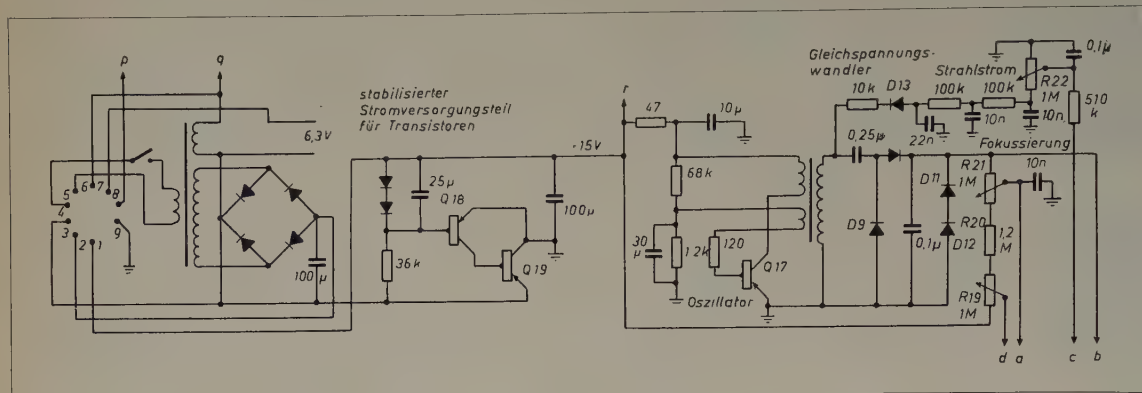 p
q
stabilisierter
Stromversorgungsteil
für Transistoren
6,3V
5
6
7
8
4
3
2
1
9
100µ
25µ
Q18
36k
Q19
100µ
-15V
r
47
10µ
68k
30
µ
1,2k
120
Q17
Oszillator
Gleichspannungs-
wandler
10k
D13
0,25µ
22n
Strahlstrom
100k
100k
10n
10n
0,1µ
R22
1M
510
k
Fokussierung
D9
0,1µ
D11
D12
R21
1M
10n
R20
1,2
M
R19
1M
d
a
c
b